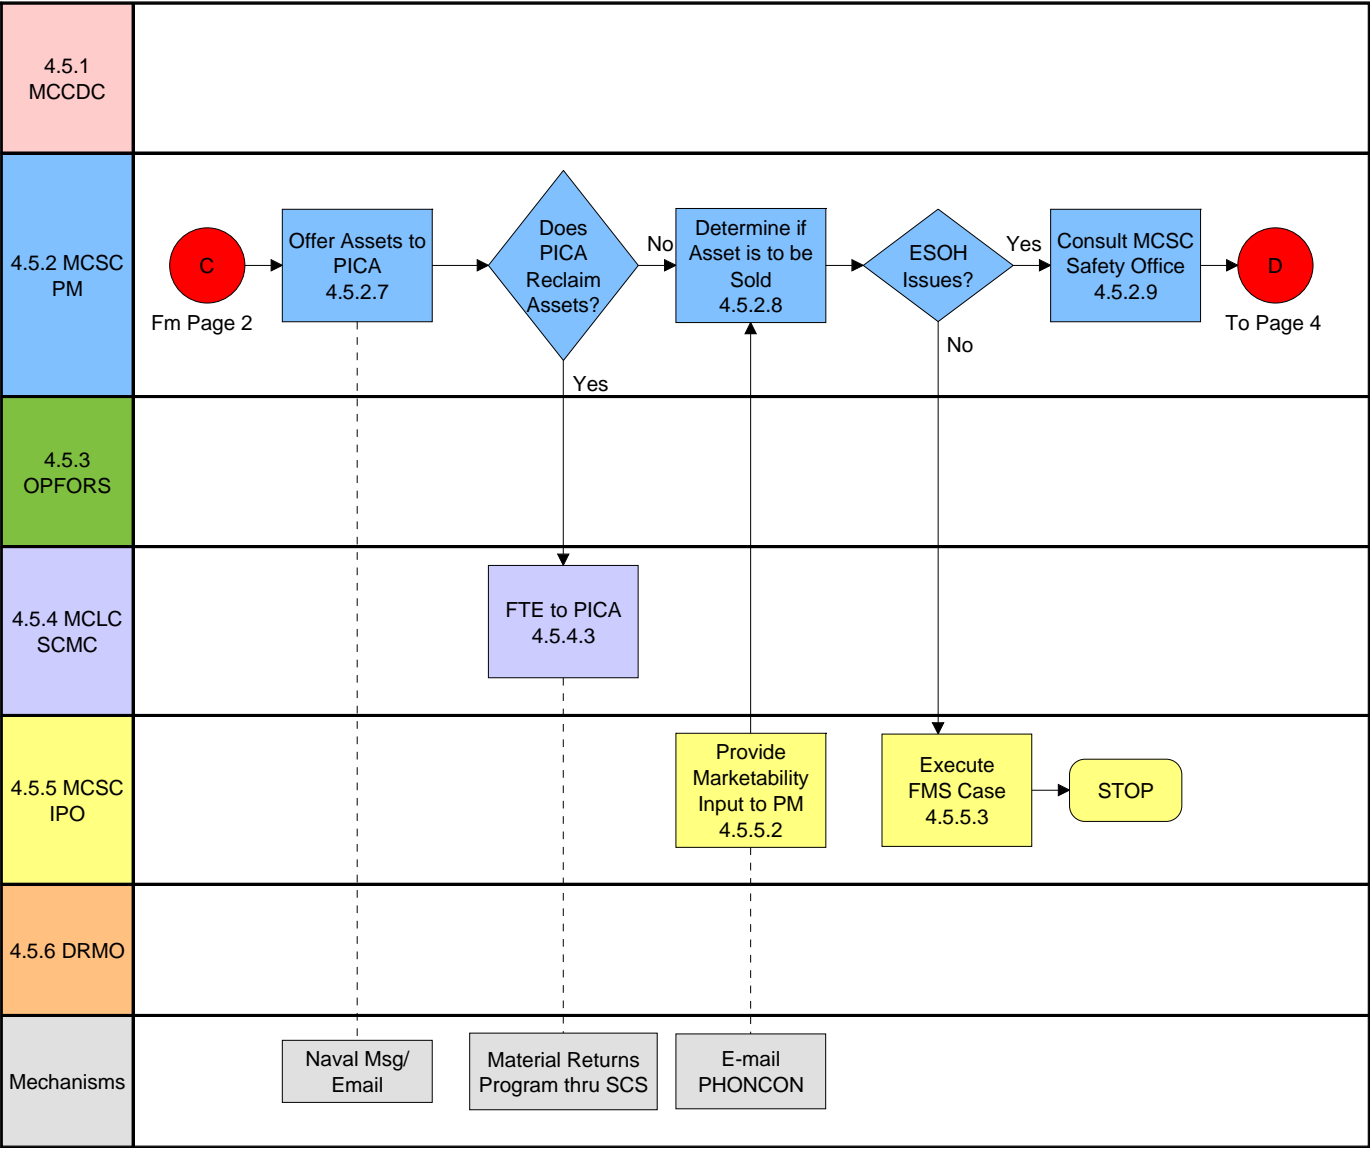 4.5.1
MCCDC
4.5.2 MCSC
PM
C
Fm Page 2
Offer Assets to
PICA
4.5.2.7
Does
PICA
Reclaim
Assets?
No
Yes
Determine if
Asset is to be
Sold
4.5.2.8
ESOH
Issues?
Yes
No
Consult MCSC
Safety Office
4.5.2.9
D
To Page 4
4.5.3
OPFORS
4.5.4 MCLC
SCMC
FTE to PICA
4.5.4.3
4.5.5 MCSC
IPO
Provide
Marketability
Input to PM
4.5.5.2
Execute
FMS Case
4.5.5.3
STOP
4.5.6 DRMO
Mechanisms
Naval Msg/
Email
Material Returns
Program thru SCS
E-mail
PHONCON